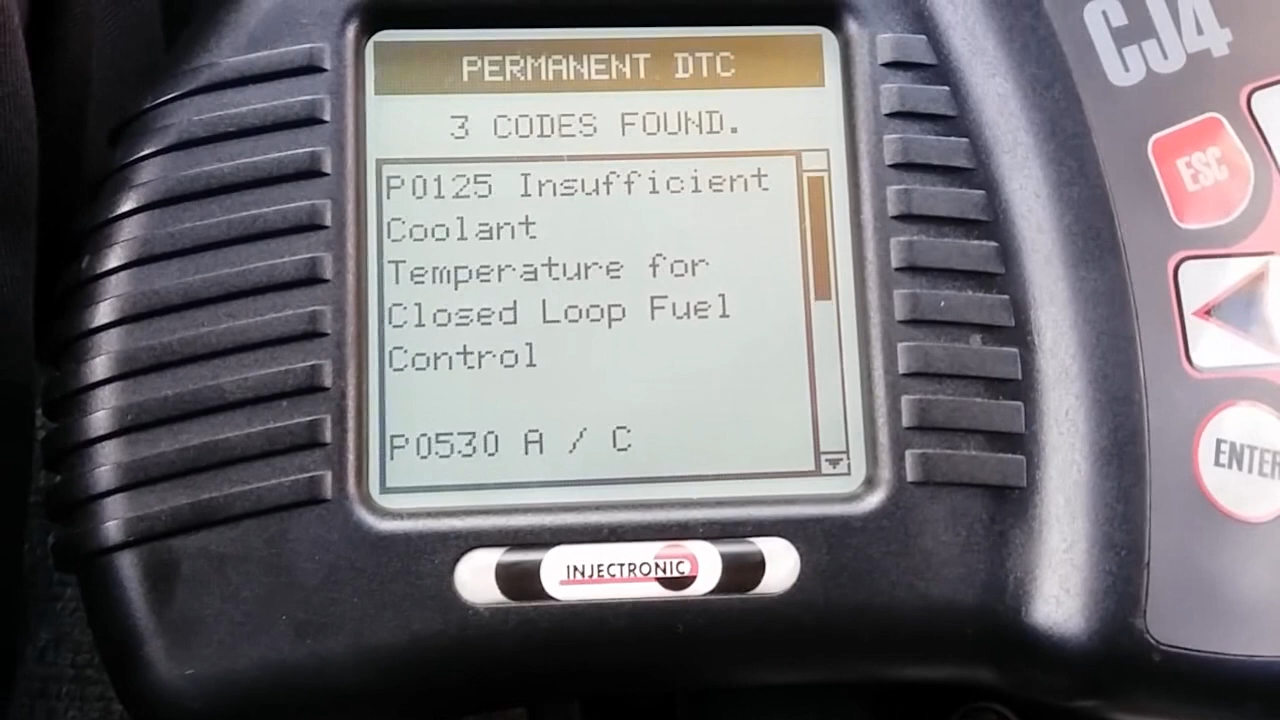 CJ4
PERMANENT DTC
3 CODES FOUND.
P0125 Insufficient
Coolant
Temperature for
Closed Loop Fuel
Control
P0530 A / C
ESC
ENTER
INJECTRONIC